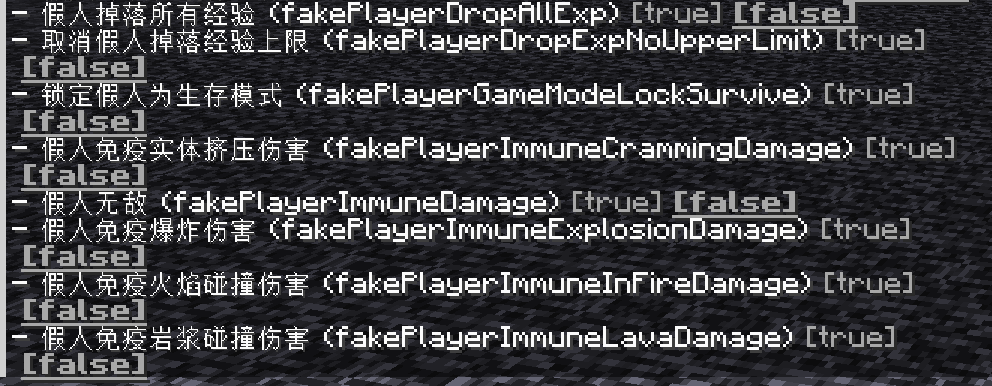 - 假人掉落所有经验 (fakePlayerDropAllExp) [true] [false]
- 取消假人掉落经验上限 (fakePlayerDropExpNoUpperLimit) [true]
[false]
- 锁定假人为生存模式 (fakePlayerGameModeLockSurvive) [true]
[false]
- 假人免疫实体挤压伤害 (fakePlayerImmuneCrammingDamage) [true]
[false]
- 假人无敌 (fakePlayerImmuneDamage) [true] [false]
- 假人免疫爆炸伤害 (fakePlayerImmuneExplosionDamage) [true]
[false]
- 假人免疫火焰碰撞伤害 (fakePlayerImmuneInFireDamage) [true]
[false]
- 假人免疫岩浆碰撞伤害 (fakePlayerImmuneLavaDamage) [true]
[false]